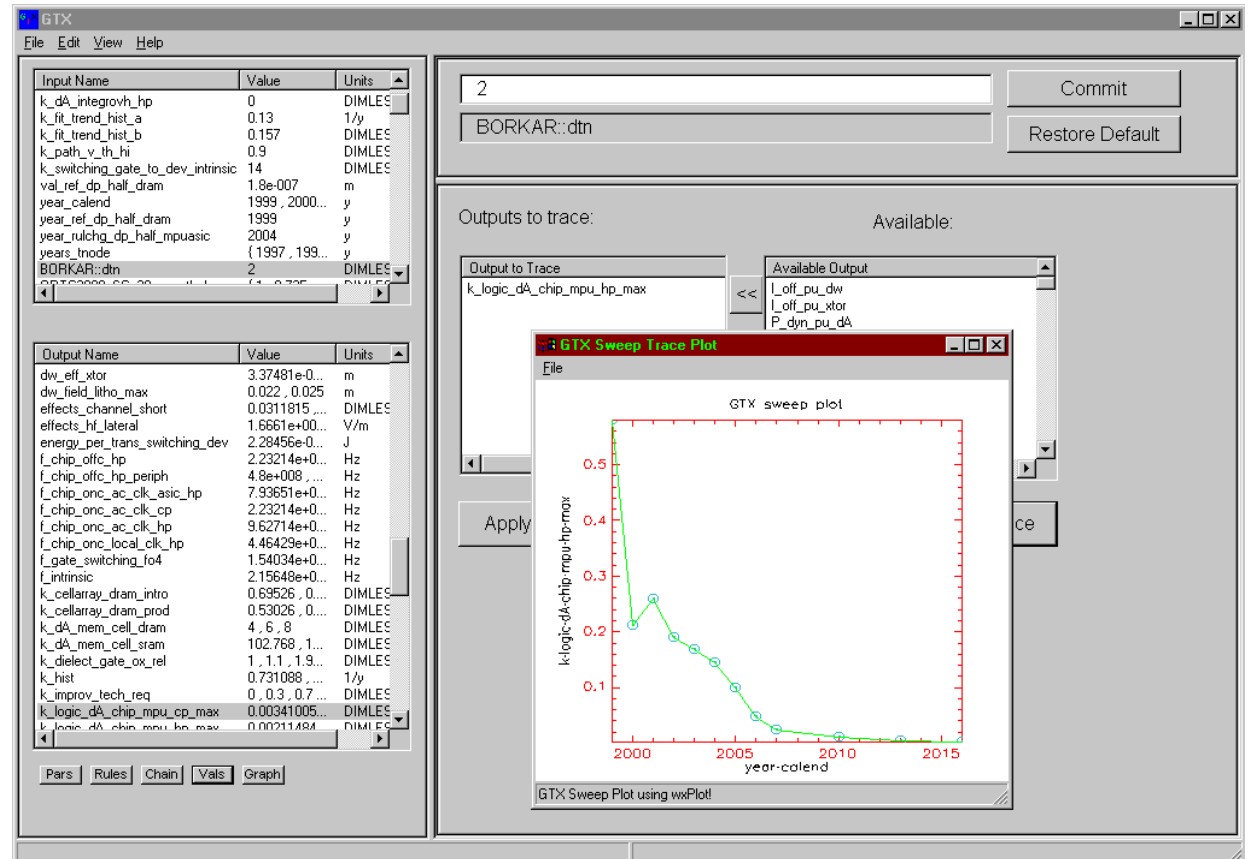 GTX
File Edit View Help
Input Name Value Units
k_dA_integrovh_hp 0 DIMLES
k_fit_trend_hist_a 0.13 1/y
k_fit_trend_hist_b 0.157 DIMLES
k_path_v_th_hi 0.9 DIMLES
k_switching_gate_to_dev_intrinsic 14 DIMLES
val_ref_dp_half_dram 1.8e-007 m
year_calend 1999 , 2000... y
year_ref_dp_half_dram 1999 y
year_rulchg_dp_half_mpuasic 2004 y
years_tnode { 1997 , 199... y
BORKAR::dtn 2 DIMLES
Output Name Value Units
dw_eff_xtor 3.37481e-0... m
dw_field_litho_max 0.022 , 0.025 m
effects_channel_short 0.0311815 ,... DIMLES
effects_hf_lateral 1.6661e+00... V/m
energy_per_trans_switching_dev 2.28456e-0... J
f_chip_offc_hp 2.23214e+0... Hz
f_chip_offc_hp_periph 4.8e+008 , ... Hz
f_chip_onc_ac_clk_asic_hp 7.93651e+0... Hz
f_chip_onc_ac_clk_cp 2.23214e+0... Hz
f_chip_onc_ac_clk_hp 9.62714e+0... Hz
f_chip_onc_local_clk_hp 4.46429e+0... Hz
f_gate_switching_fo4 1.54034e+0... Hz
f_intrinsic 2.15648e+0... Hz
k_cellarray_dram_intro 0.69526 , 0.... DIMLES
k_cellarray_dram_prod 0.53026 , 0.... DIMLES
k_dA_mem_cell_dram 4 , 6 , 8 DIMLES
k_dA_mem_cell_sram 102.768 , 1... DIMLES
k_dielect_gate_ox_rel 1 , 1.1 , 1.9... DIMLES
k_hist 0.731088 , ... 1/y
k_improv_tech_req 0 , 0.3 , 0.7 ... DIMLES
k_logic_dA_chip_mpu_cp_max 0.00341005... DIMLES
k_logic_dA_chip_mpu_hp_max 0.00211484 DIMLES
Pars Rules Chain Vals Graph
2
Commit
BORKAR::dtn
Restore Default
Outputs to trace:
Available:
Output to Trace
k_logic_dA_chip_mpu_hp_max
<<
Available Output
I_off_pu_dw
I_off_pu_xtor
P_dyn_pu_dA
Apply
ce
GTX Sweep Trace Plot
File
GTX sweep plot
k-logic-dA-chip-mpu-hp-max
0.5
0.4
0.3
0.2
0.1
2000 2005 2010 2015
year-calend
GTX Sweep Plot using wxPlot!